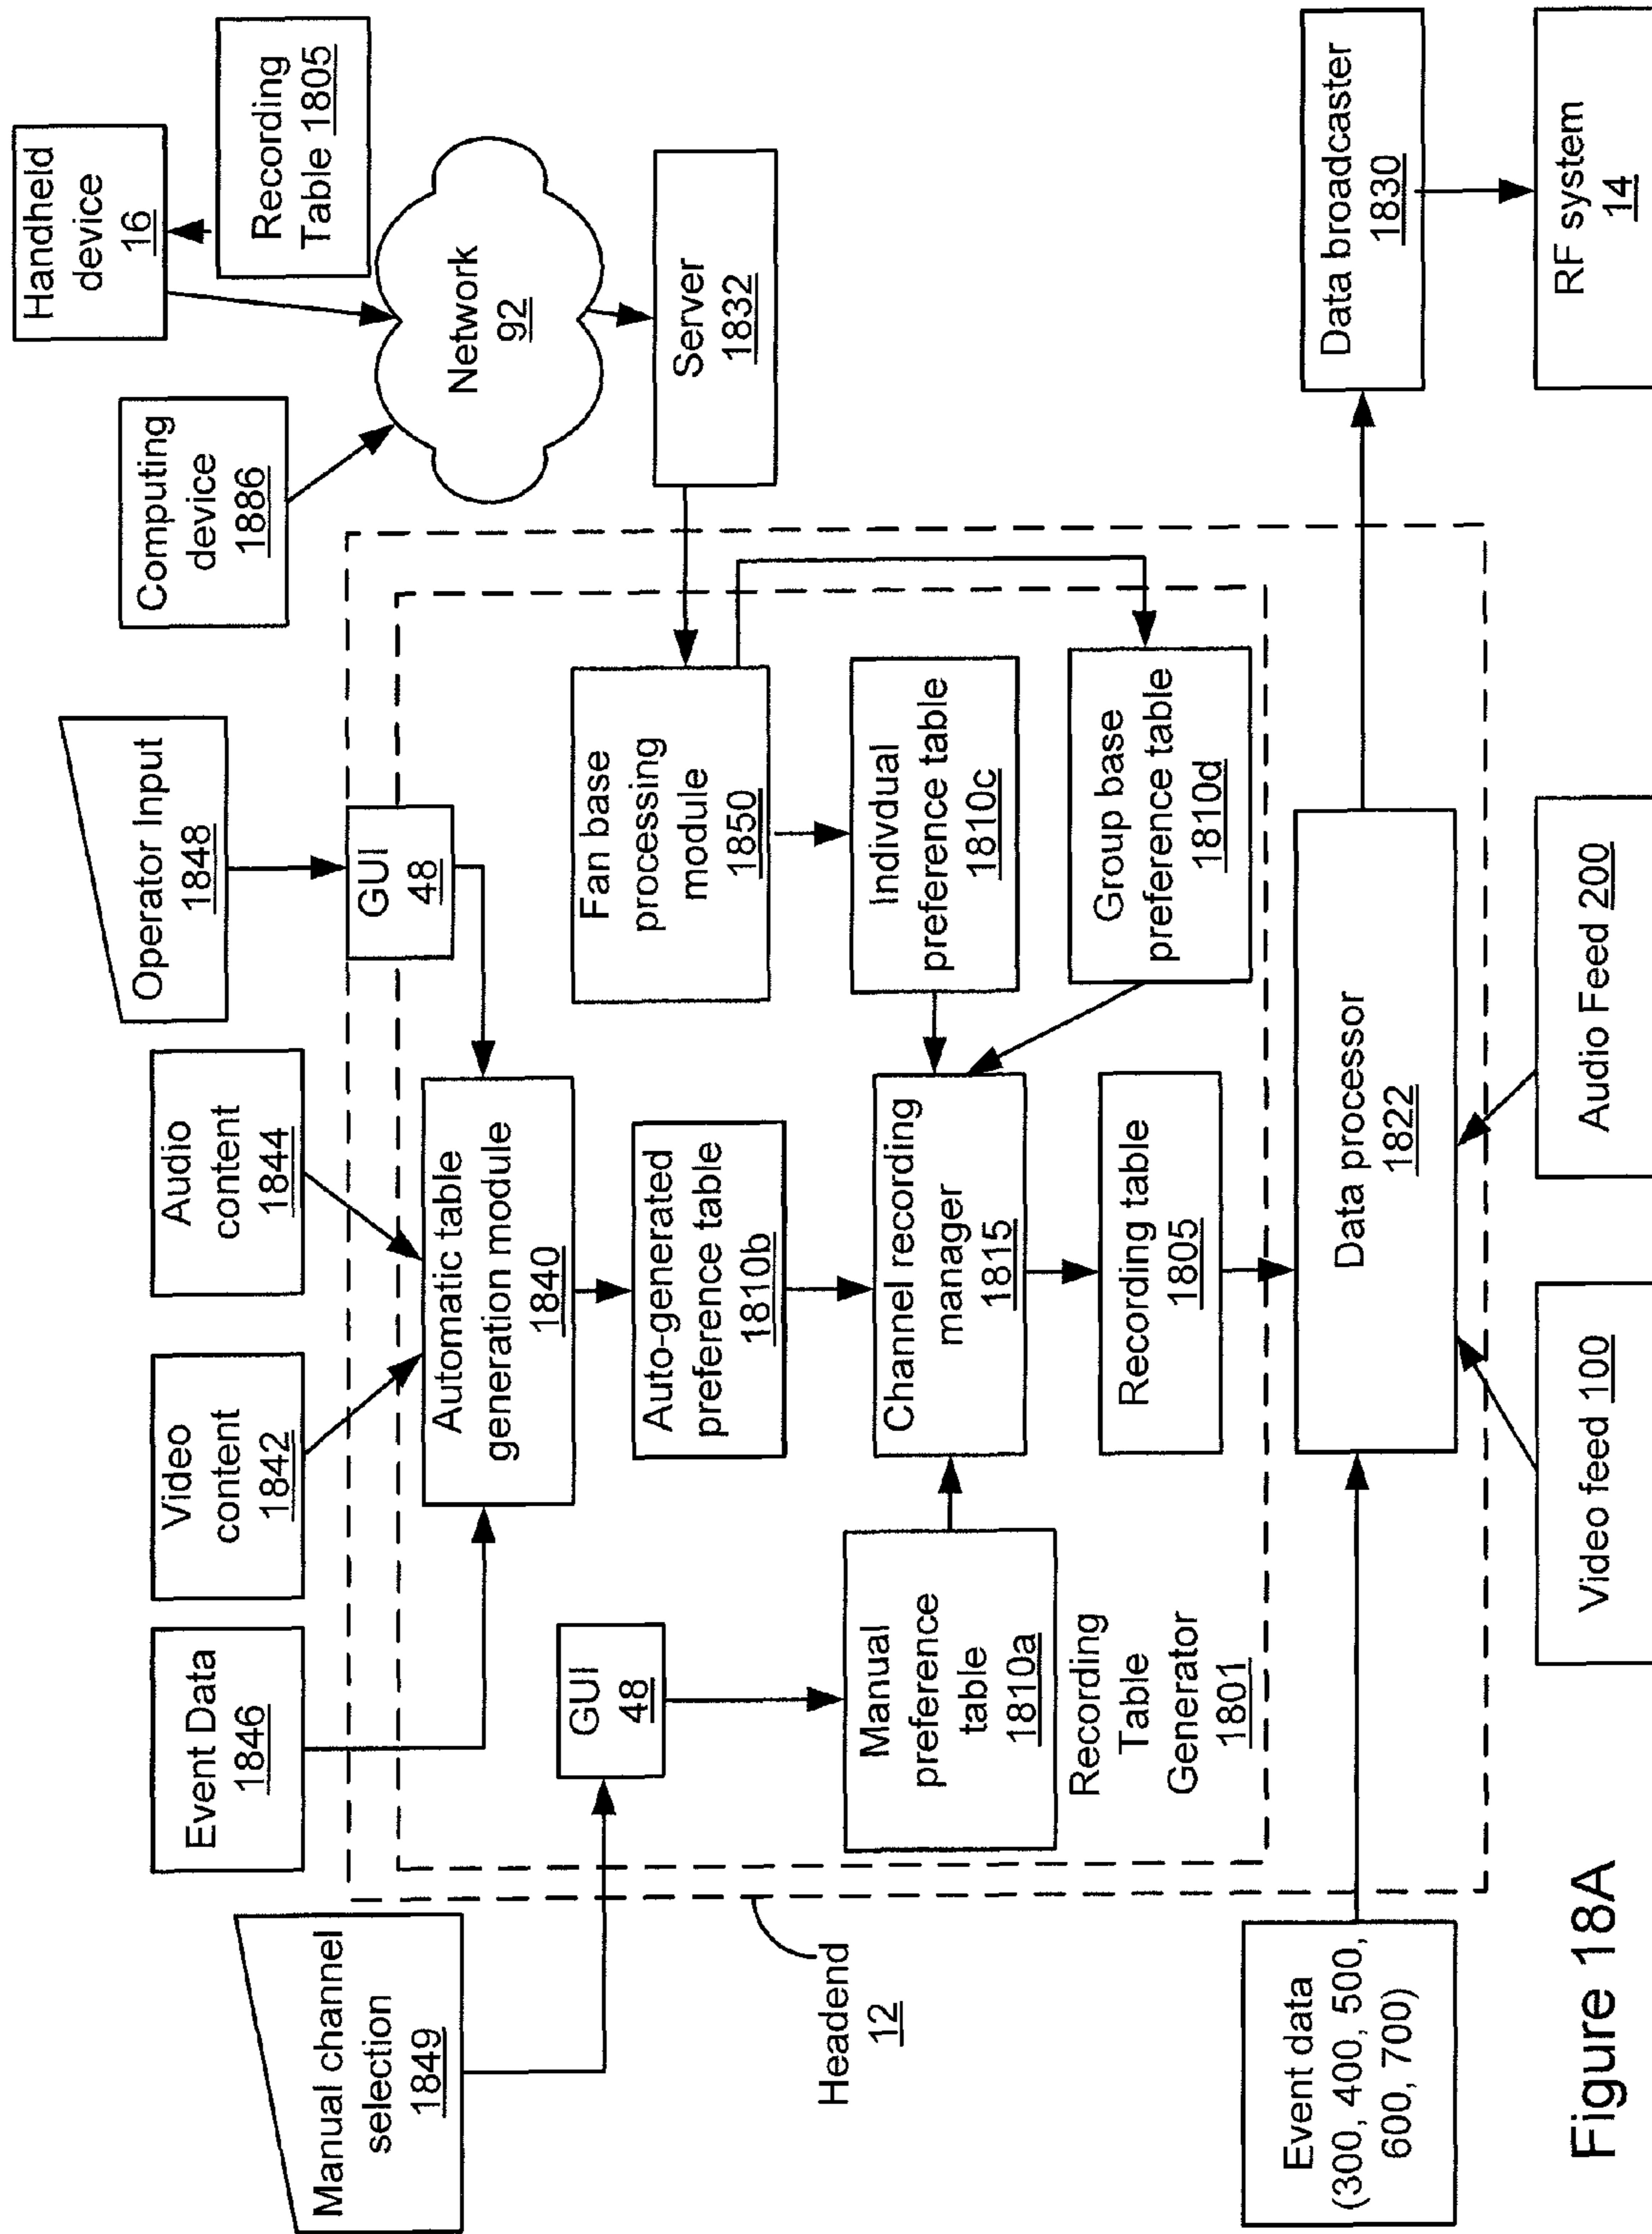 Manual channel
selection
1849
Event Data
1846
Video
content
1842
Audio
content
1844
Operator Input
1848
Computing
device
1886
Handheld
device
16
Recording
Table 1805
Network
92
Server
1832
GUI
48
GUI
48
Automatic table
generation module
1840
Auto-generated
preference table
1810b
Fan base
processing
module
1850
Manual
preference
table
1810a
Channel recording
manager
1815
Indivdual
preference table
1810c
Group base
preference table
1810d
Recording
Table
Generator
1801
Recording table
1805
Headend
12
Event data
(300, 400, 500,
600, 700)
Data processor
1822
Data broadcaster
1830
Video feed 100
Audio Feed 200
RF system
14
Figure 18A